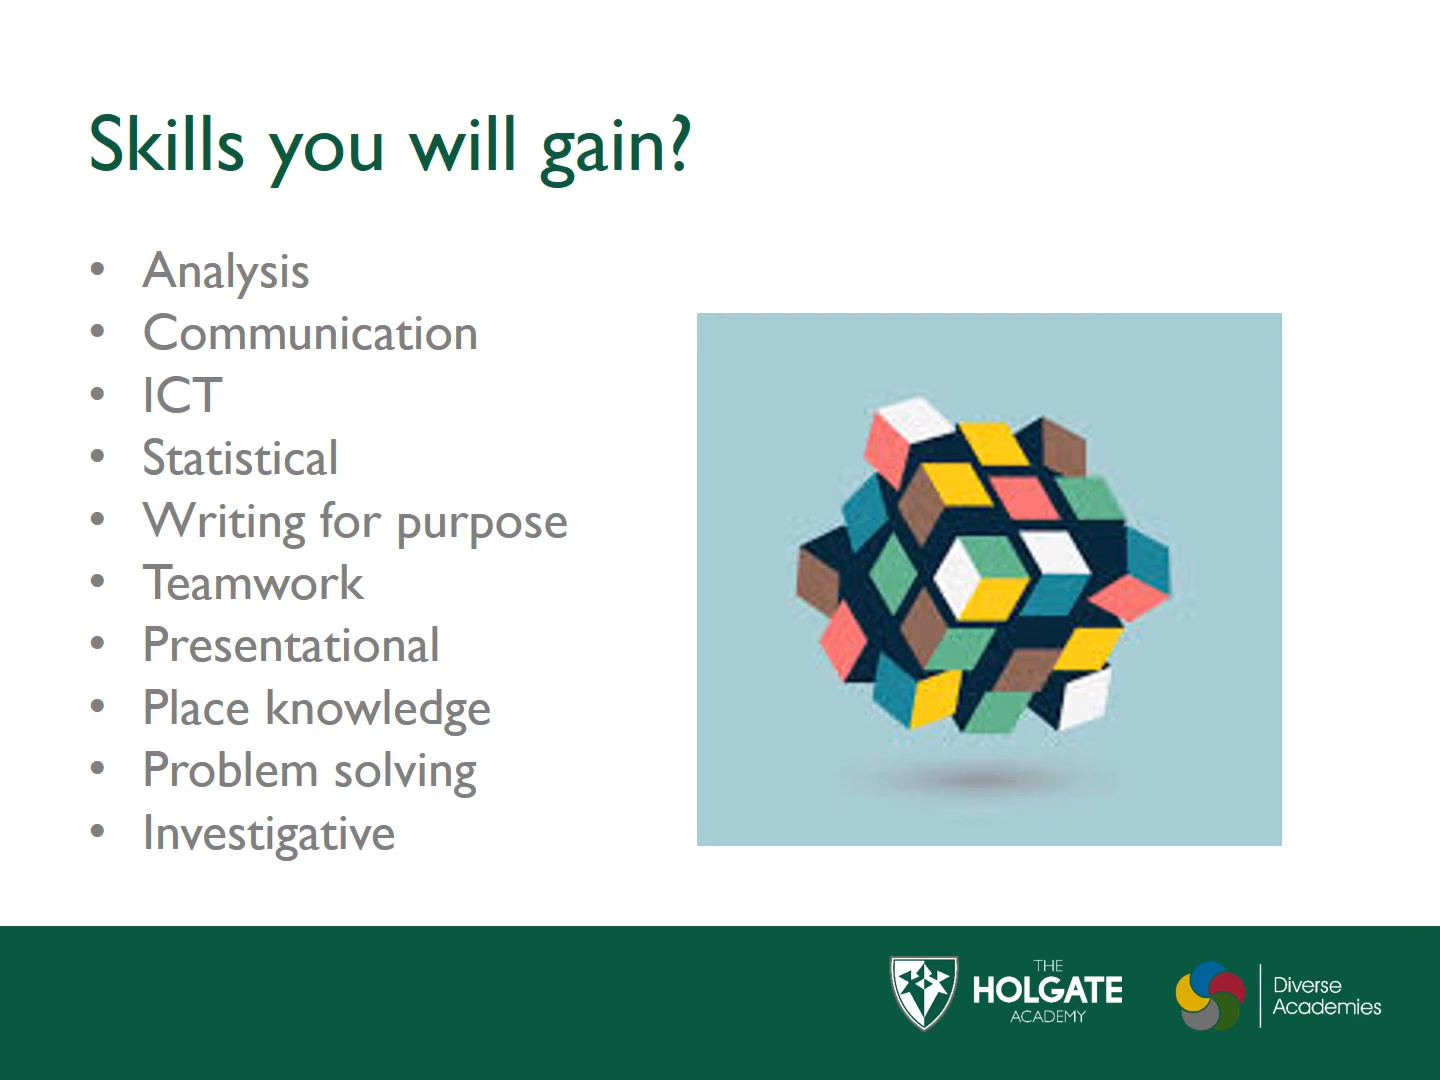 Skills you will gain?
• Analysis
• Communication
• ICT
• Statistical
• Writing for purpose
• Teamwork
• Presentational
• Place knowledge
• Problem solving
• Investigative
THE
HOLGATE
ACADEMY
Diverse
Academies